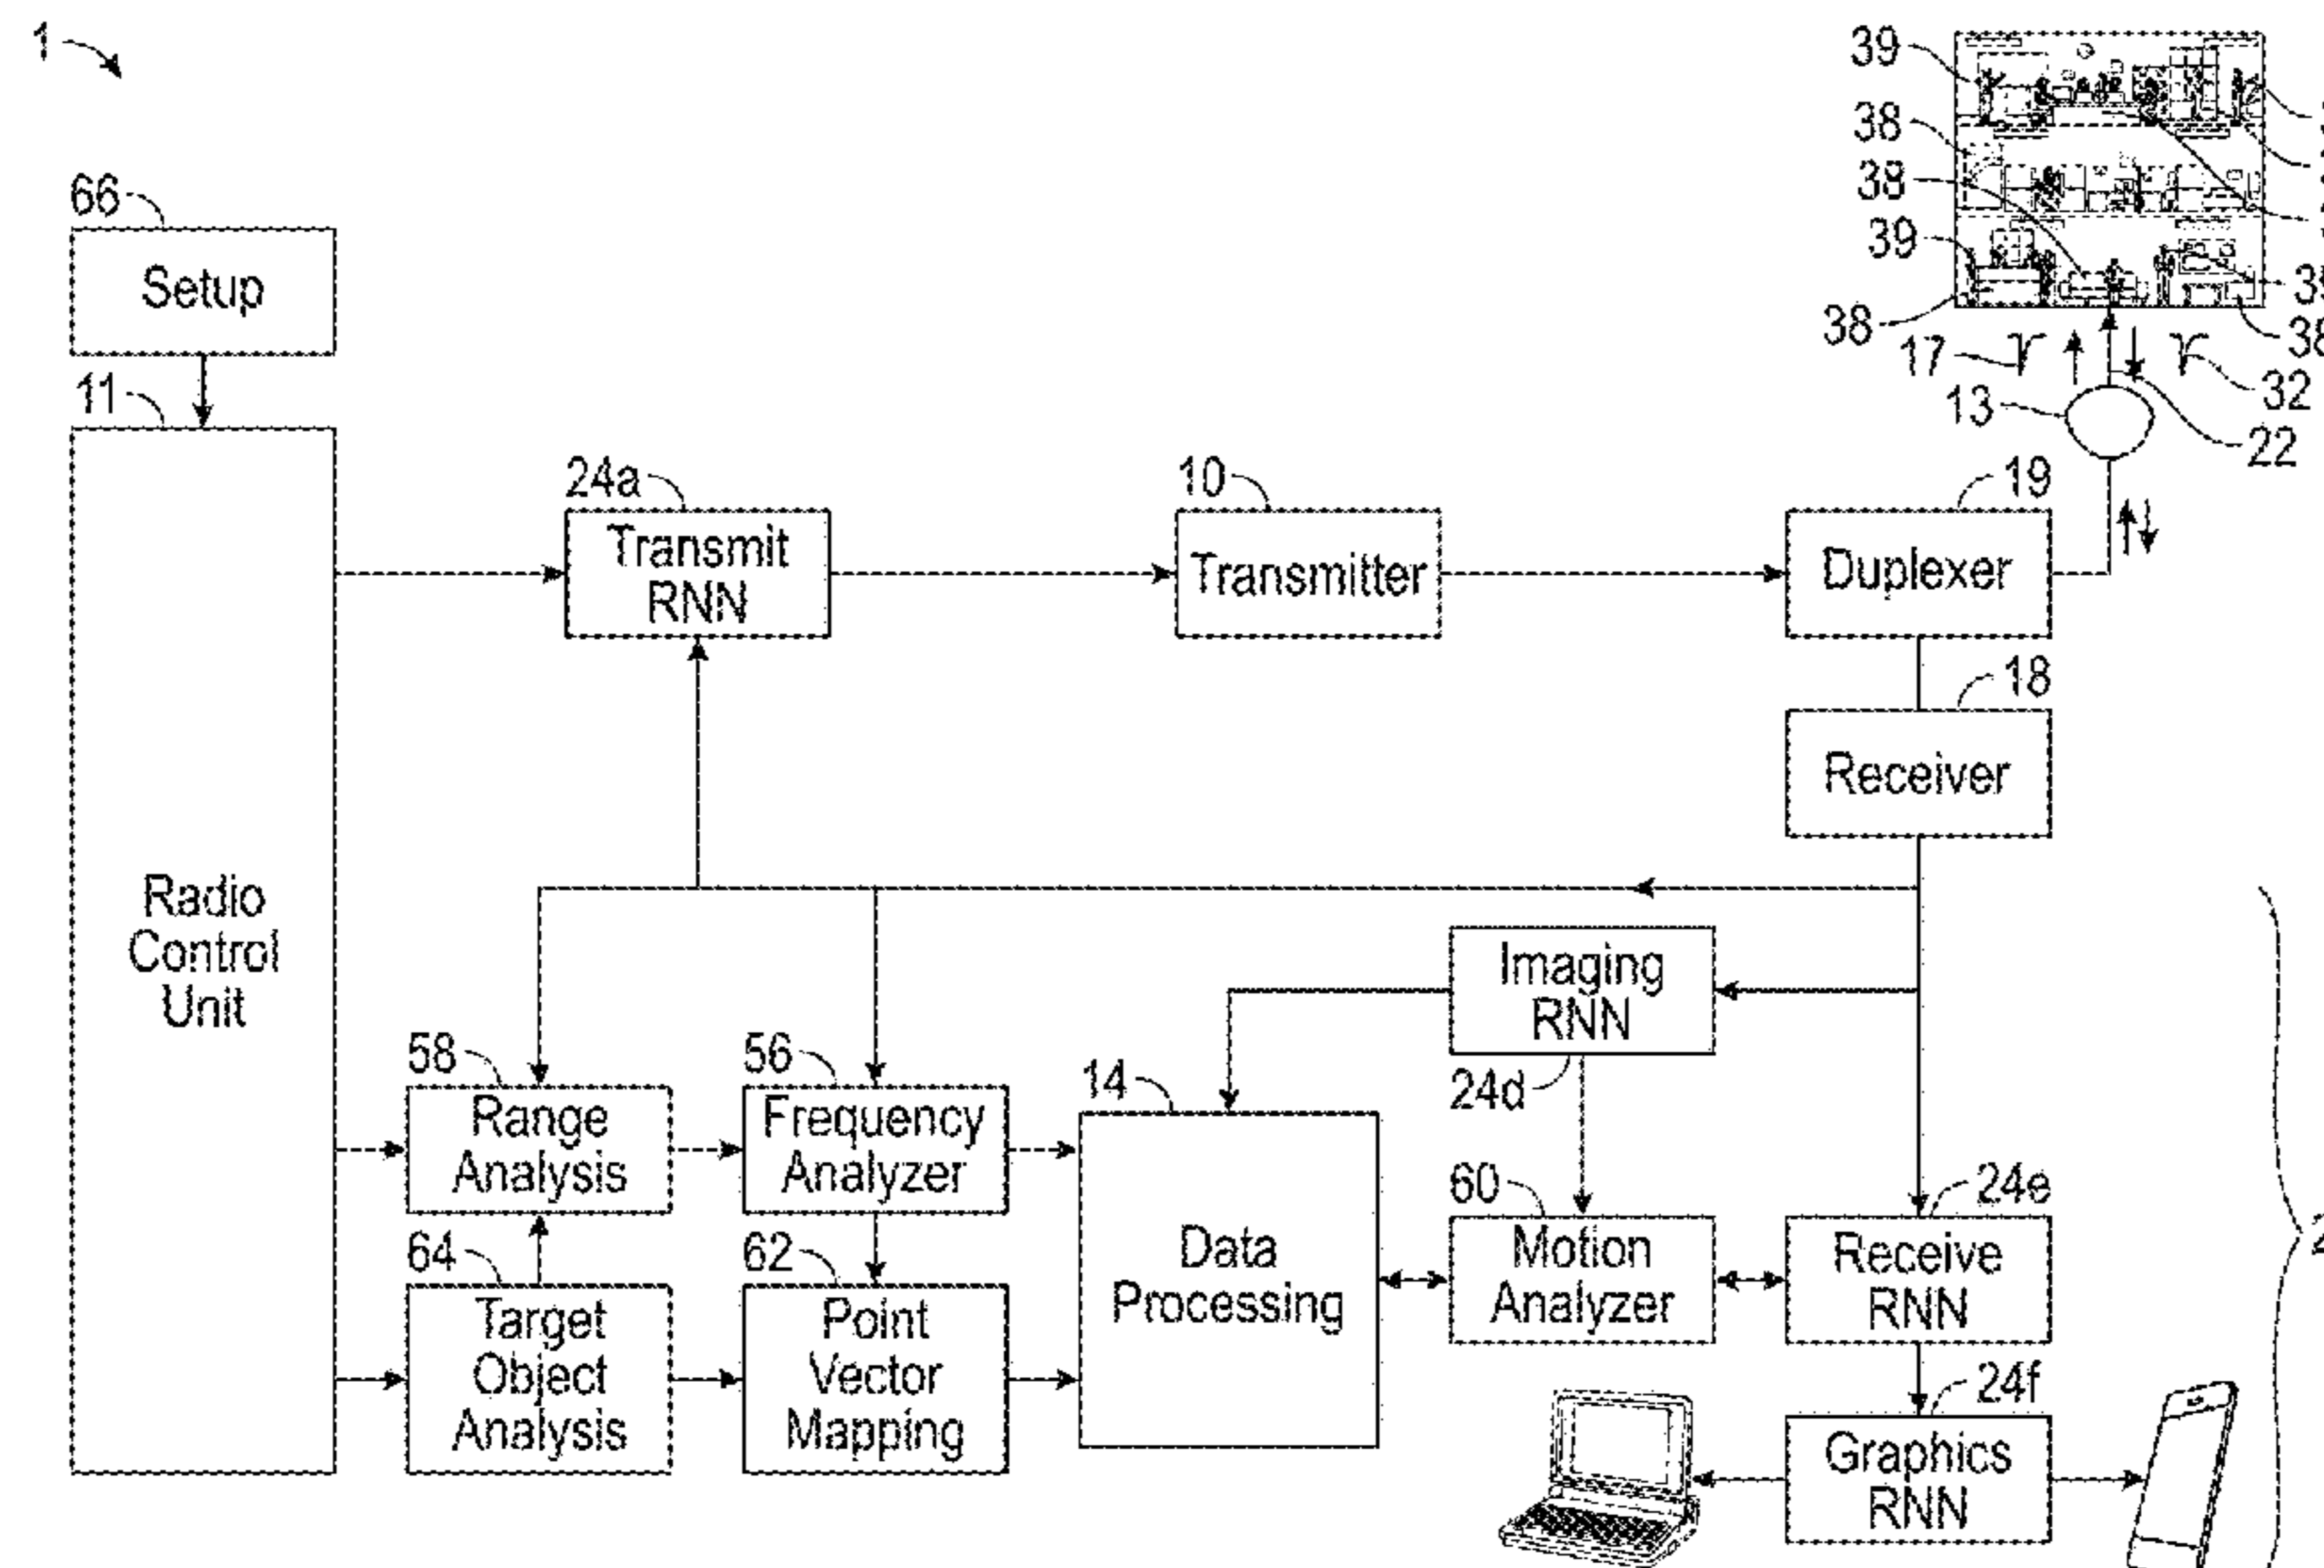 1
39
38
38
39
38
38
17
32
13
22
66
Setup
11
Radio
Control
Unit
24a
Transmit
RNN
10
Transmitter
19
Duplexer
18
Receiver
Imaging
RNN
24d
58
Range
Analysis
56
Frequency
Analyzer
14
Data
Processing
60
Motion
Analyzer
24e
Receive
RNN
64
Target
Object
Analysis
62
Point
Vector
Mapping
24f
Graphics
RNN